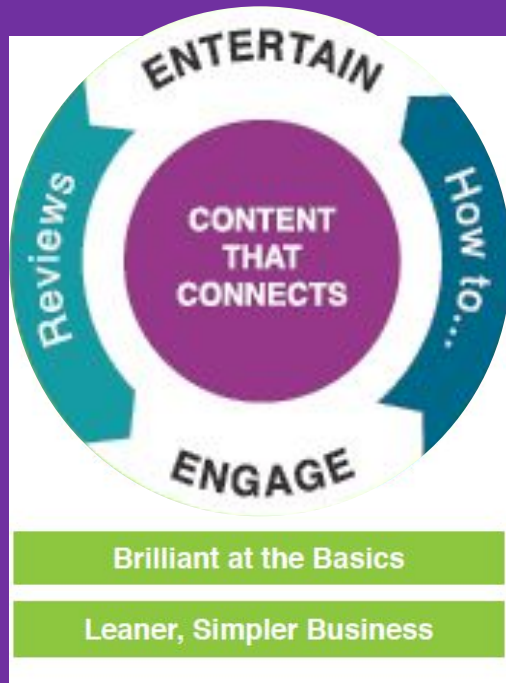 ENTERTAIN
Reviews
CONTENT
THAT
CONNECTS
How to...
ENGAGE
Brilliant at the Basics
Leaner, Simpler Business